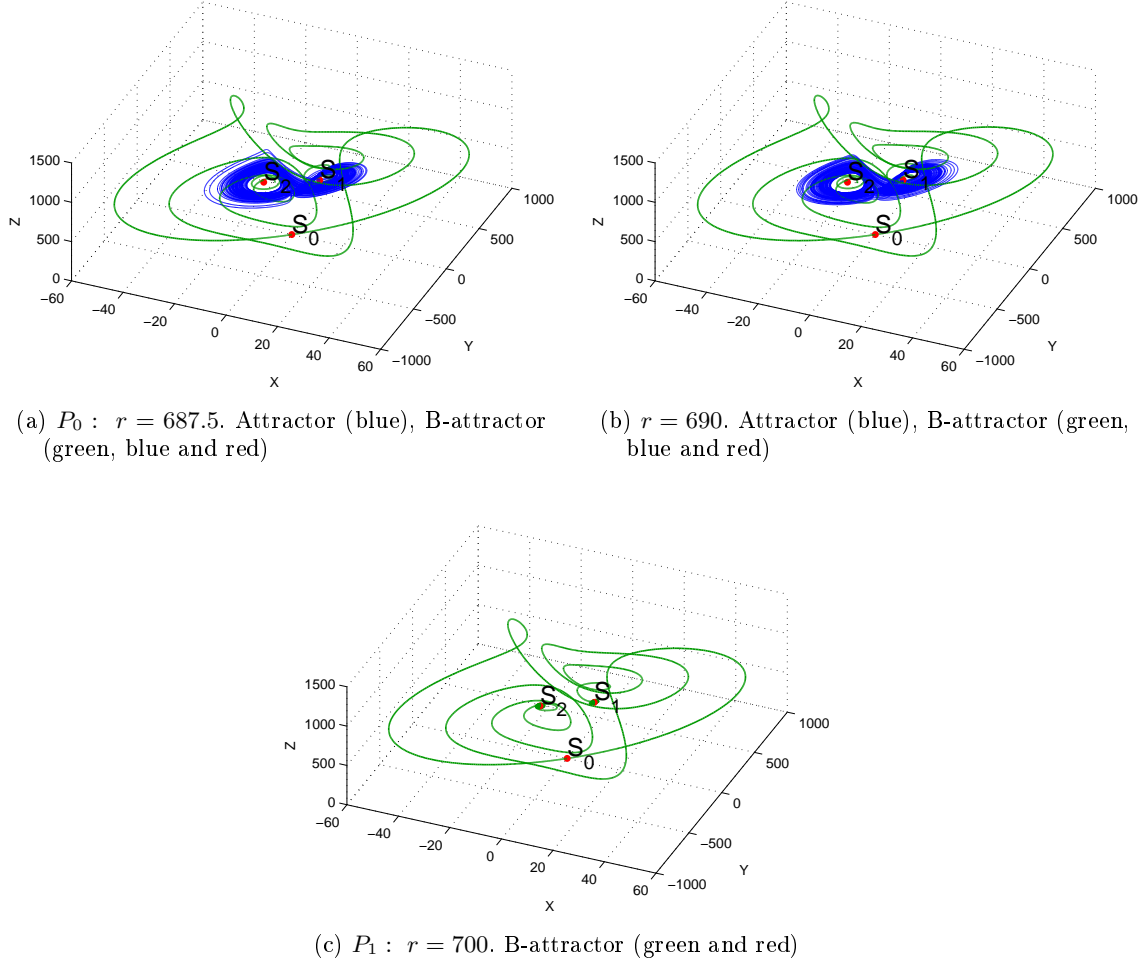 1500
1000
500
0
Z
−60
−40
−20
0
20
40
60
X
−1000
−500
0
500
1000
Y
S2
S1
S0
(a) P0 : r = 687.5. Attractor (blue), B-attractor
(green, blue and red)
1500
1000
500
0
Z
−60
−40
−20
0
20
40
60
X
−1000
−500
0
500
1000
Y
S2
S1
S0
(b) r = 690. Attractor (blue), B-attractor (green,
blue and red)
1500
1000
500
0
Z
−60
−40
−20
0
20
40
60
X
−1000
−500
0
500
1000
Y
S2
S1
S0
(c) P1 : r = 700. B-attractor (green and red)